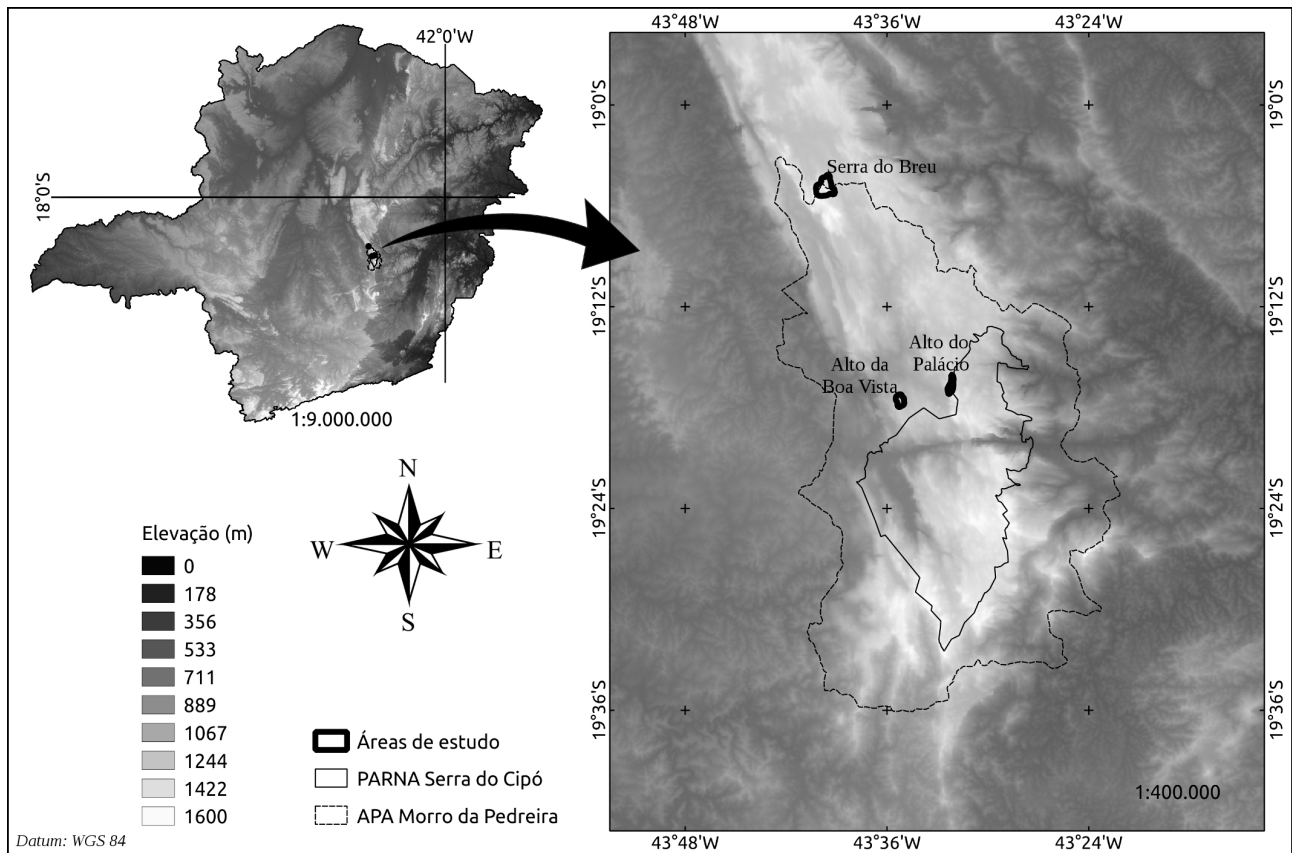 42°0'W
18°0'S
1:9.000.000
N
W
E
S
Elevação (m)
0
178
356
533
711
889
1067
1244
1422
1600
Áreas de estudo
PARNA Serra do Cipó
APA Morro da Pedreira
Datum: WGS 84
43°48'W
43°36'W
43°24'W
19°0'S
19°0'S
Serra do Breu
19°12'S
19°12'S
Alto do
Palácio
Alto da
Boa Vista
19°24'S
19°24'S
19°36'S
19°36'S
1:400.000
43°48'W
43°36'W
43°24'W